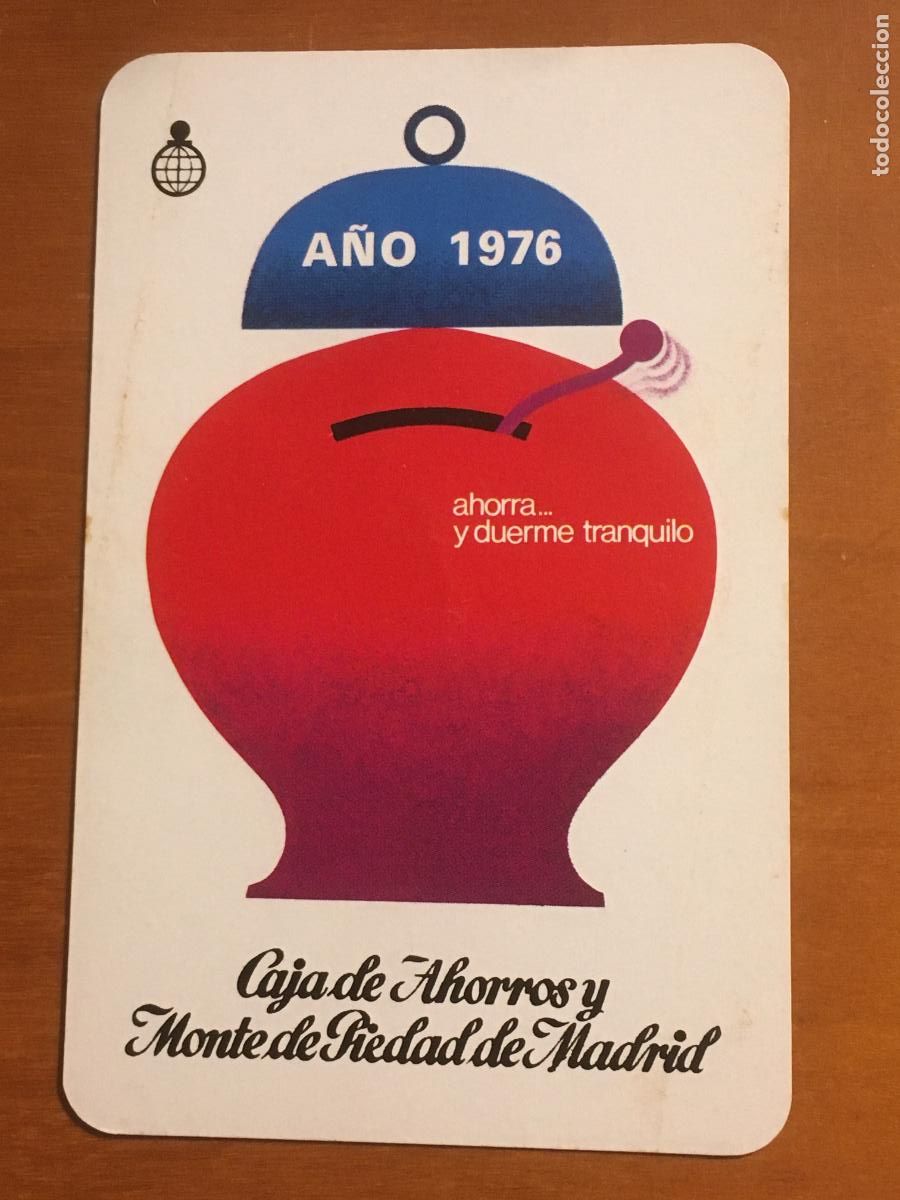 todocoleccion
AÑO 1976
ahorra...
y duerme tranquilo
Caja de Ahorros y
Monte de Piedad de Madrid